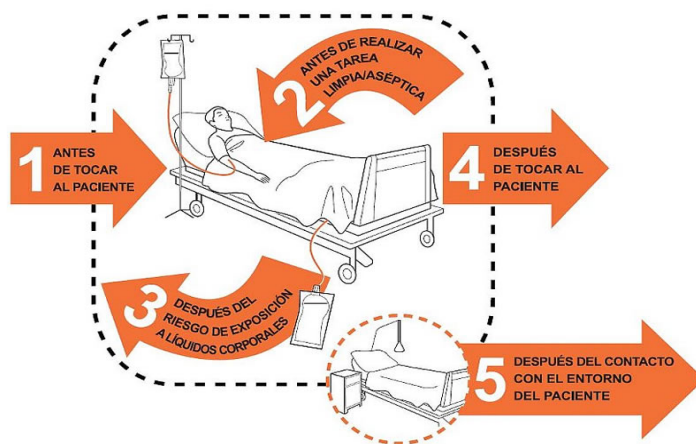 1 ANTES
DE TOCAR
AL PACIENTE
2 ANTES DE REALIZAR
UNA TAREA
LIMPIA/ASÉPTICA
3 DESPUÉS DEL
RIESGO DE EXPOSICIÓN
A LÍQUIDOS CORPORALES
4 DESPUÉS
DE TOCAR AL
PACIENTE
5 DESPUÉS DEL CONTACTO
CON EL ENTORNO
DEL PACIENTE